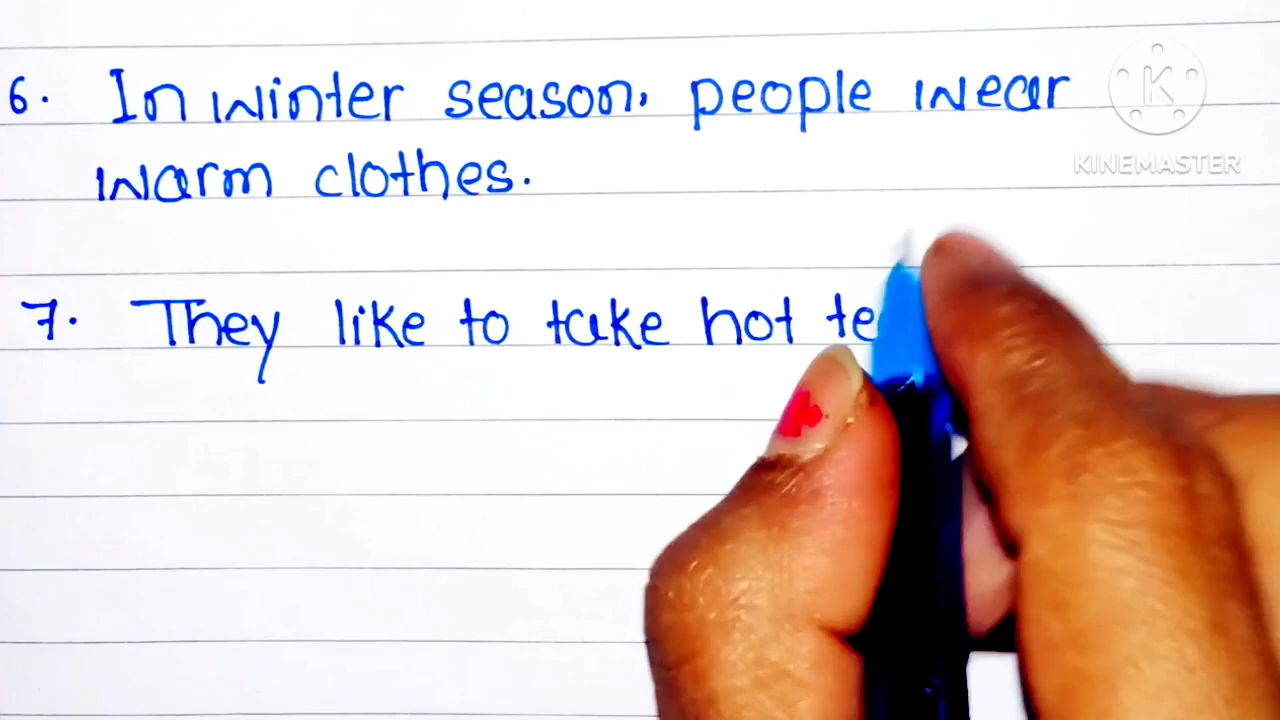 6. In winter season, people wear
warm clothes.
7. They like to take hot te
KINEMASTER